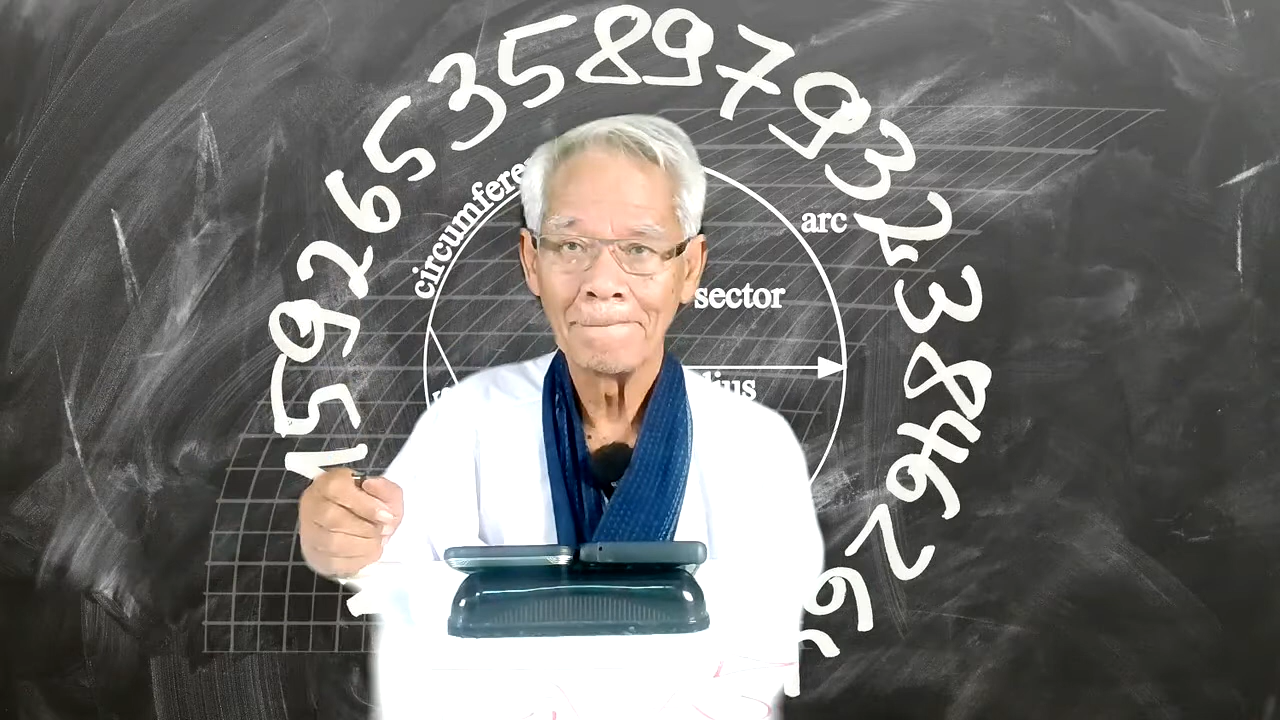 15926535897932384626
circumfere
arc
sector
dius